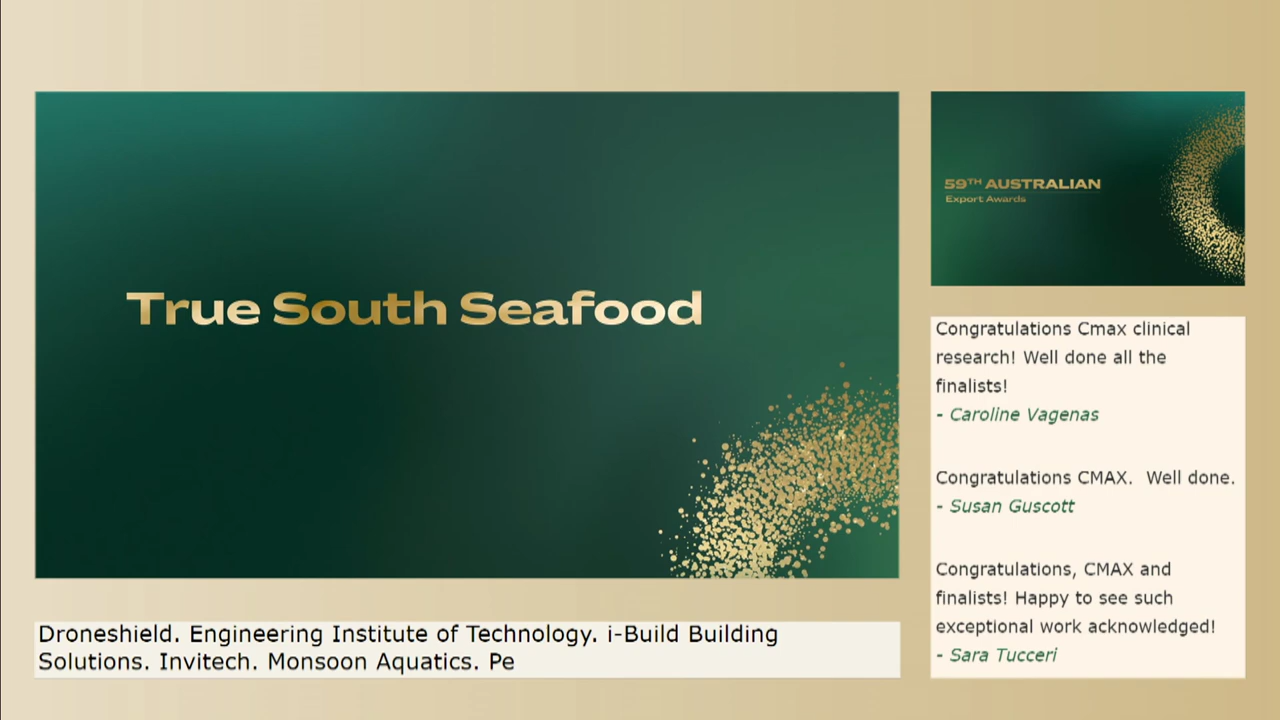 True South Seafood
59TH AUSTRALIAN
Export Awards
Congratulations Cmax clinical
research! Well done all the
finalists!
- Caroline Vagenas
Congratulations CMAX.  Well done.
- Susan Guscott
Congratulations, CMAX and
finalists! Happy to see such
exceptional work acknowledged!
- Sara Tucceri
Droneshield. Engineering Institute of Technology. i-Build Building
Solutions. Invitech. Monsoon Aquatics. Pe